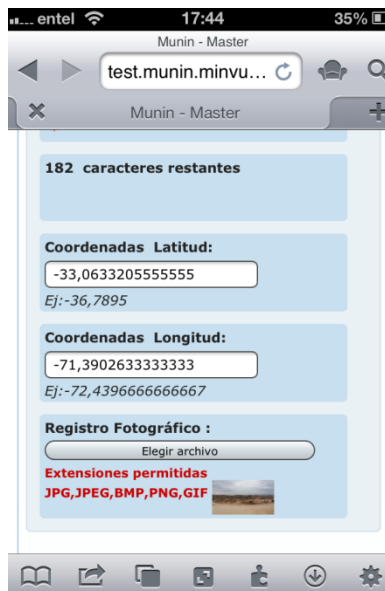 entel 17:44 35%
Munin - Master
test.munin.minvu...
Munin - Master
182 caracteres restantes
Coordenadas Latitud:
-33,0633205555555
Ej:-36,7895
Coordenadas Longitud:
-71,3902633333333
Ej:-72,4396666666667
Registro Fotográfico :
Elegir archivo
Extensiones permitidas
JPG,JPEG,BMP,PNG,GIF